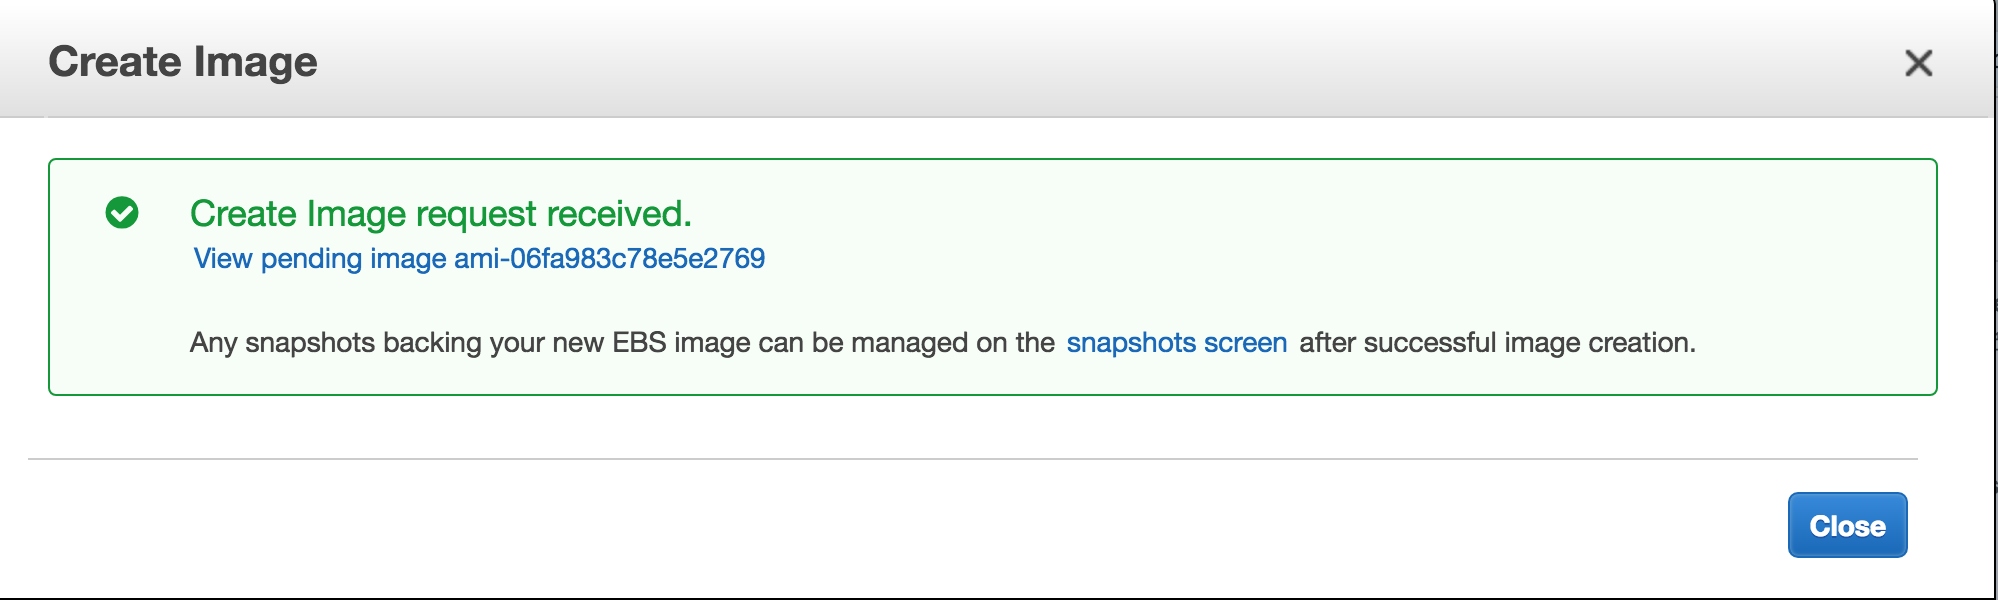 Create Image
Create Image request received.
View pending image ami-06fa983c78e5e2769
Any snapshots backing your new EBS image can be managed on the snapshots screen after successful image creation.
Close